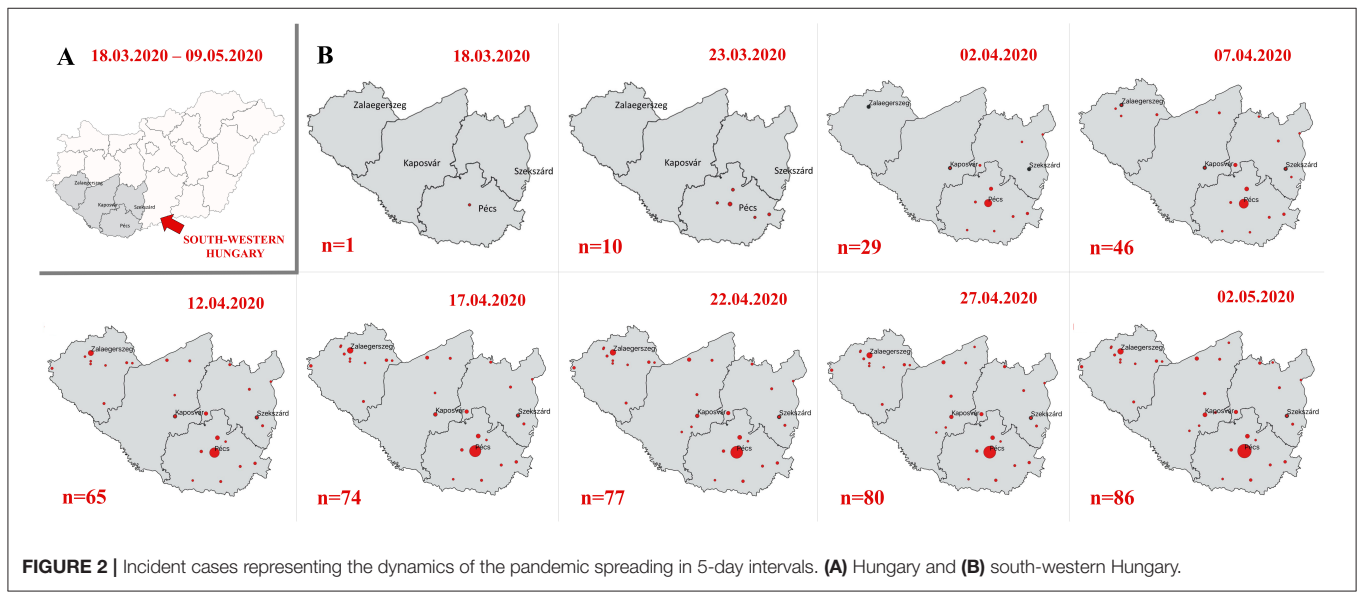 A 18.03.2020 – 09.05.2020
Zalaegerszeg
Kaposvár
Szekszárd
Pécs
SOUTH-WESTERN
HUNGARY
B 18.03.2020
Zalaegerszeg
Kaposvár
Szekszárd
Pécs
n=1
23.03.2020
Zalaegerszeg
Kaposvár
Szekszárd
Pécs
n=10
02.04.2020
Zalaegerszeg
Kaposvár
Szekszárd
Pécs
n=29
07.04.2020
Zalaegerszeg
Kaposvár
Szekszárd
Pécs
n=46
12.04.2020
Zalaegerszeg
Kaposvár
Szekszárd
Pécs
n=65
17.04.2020
Zalaegerszeg
Kaposvár
Szekszárd
Pécs
n=74
22.04.2020
Zalaegerszeg
Kaposvár
Szekszárd
Pécs
n=77
27.04.2020
Zalaegerszeg
Kaposvár
Szekszárd
Pécs
n=80
02.05.2020
Zalaegerszeg
Kaposvár
Szekszárd
Pécs
n=86
FIGURE 2 | Incident cases representing the dynamics of the pandemic spreading in 5-day intervals. (A) Hungary and (B) south-western Hungary.